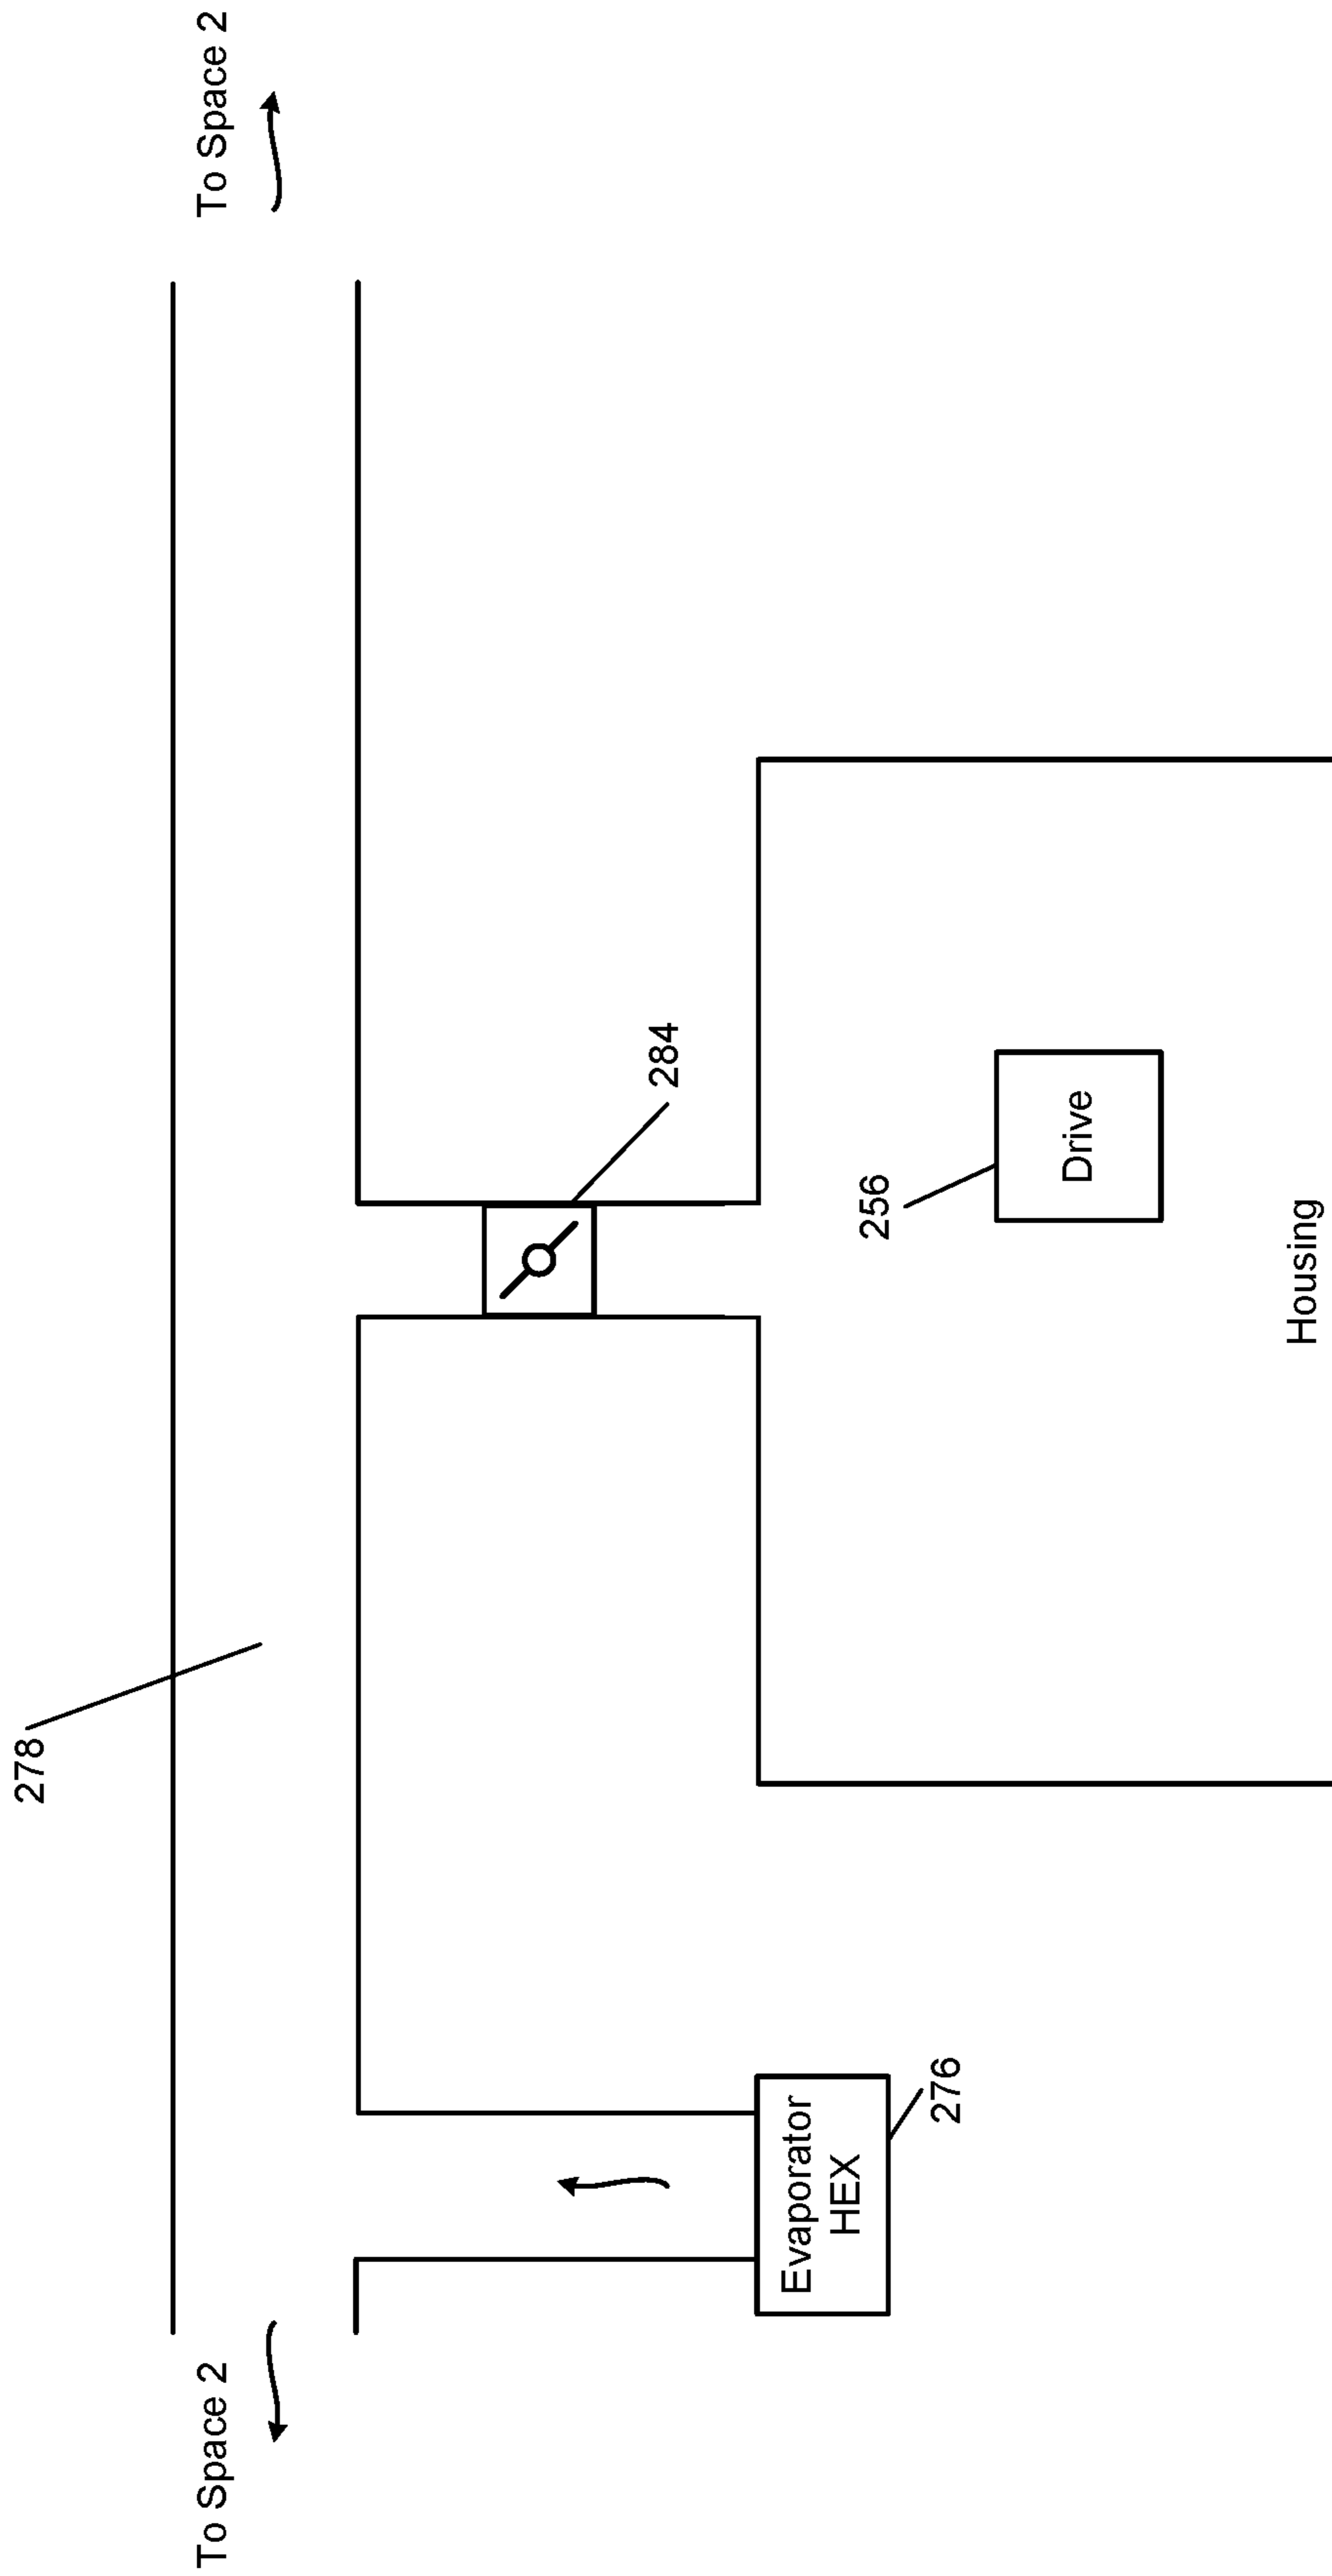 To Space 2
278
To Space 2
284
Evaporator
HEX
276
256
Drive
Housing